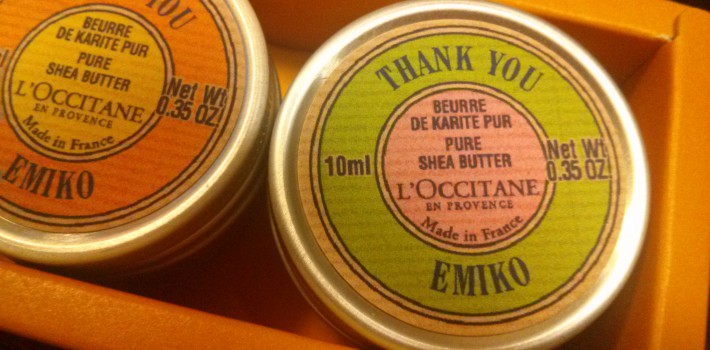 YOU
BEURRE
DE KARITE PUR
PURE
SHEA BUTTER
L'OCCITANE
EN PROVENCE
Made in France
Net Wt
0.35 OZ.
EMIKO
THANK YOU
10ml
BEURRE
DE KARITE PUR
PURE
SHEA BUTTER
L'OCCITANE
EN PROVENCE
Made in France
Net Wt
0.35 OZ.
EMIKO